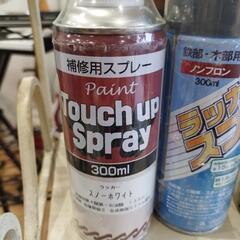 補修用スプレー
Paint
Touch up
Spray
300ml
ラッカー
スノーホワイト
鉄部・木部用
ノンフロン
300ml
ラッカ
ス